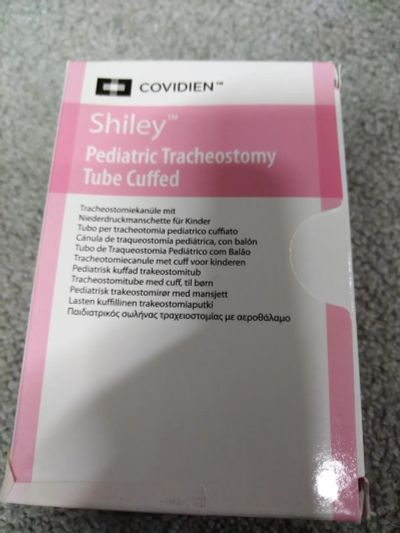 COVIDIEN™
Shiley™
Pediatric Tracheostomy
Tube Cuffed
Tracheostomiekanüle mit
Niederdruckmanschette für Kinder
Tubo per tracheotomia pediatrico cuffiato
Cánula de traqueostomía pediátrica, con balón
Tubo de Traqueostomia Pediátrico com Balão
Tracheotomiecanule met cuff voor kinderen
Pediatrisk kuffad trakeostomitub
Tracheostomitube med cuff, til børn
Pediatrisk trakeostomirør med mansjett
Lasten kuffillinen trakeostomiaputki
Παιδιατρικός σωλήνας τραχειοστομίας με αεροθάλαμο